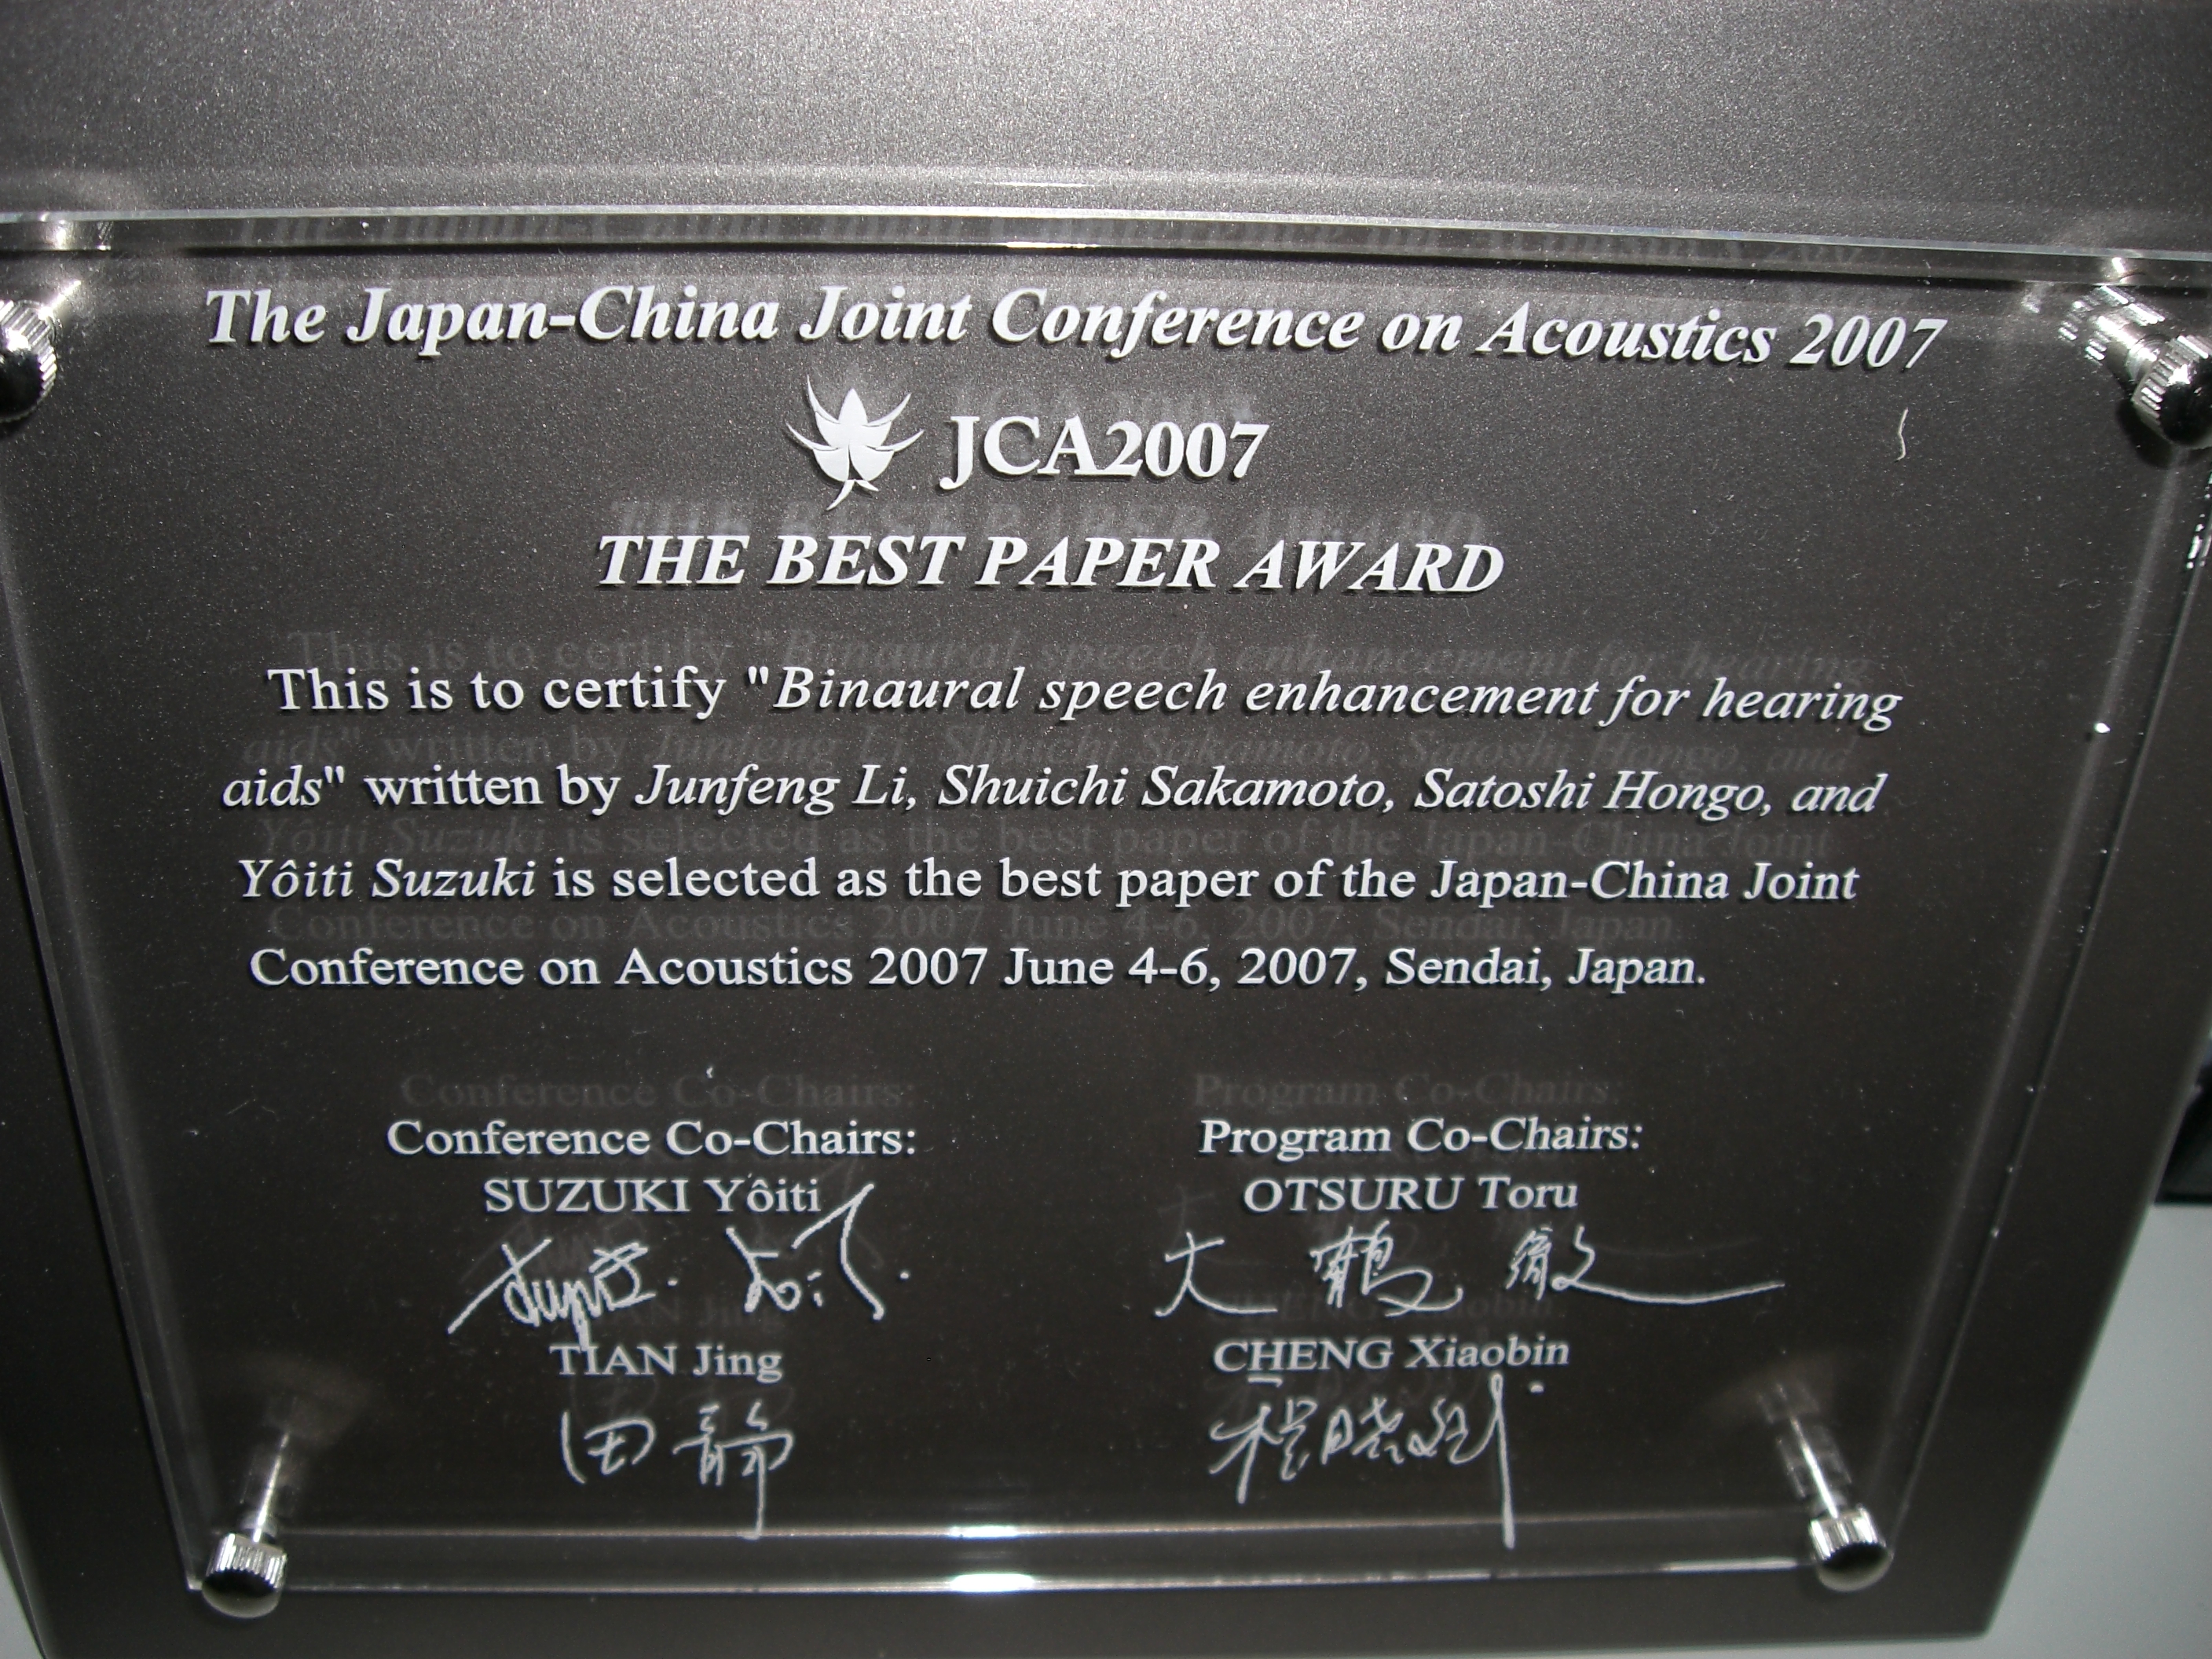 The Japan-China Joint Conference on Acoustics 2007
JCA2007
THE BEST PAPER AWARD
This is to certify "Binaural speech enhancement for hearing
aids" written by Junfeng Li, Shuichi Sakamoto, Satoshi Hongo, and
Yôiti Suzuki is selected as the best paper of the Japan-China Joint
Conference on Acoustics 2007 June 4-6, 2007, Sendai, Japan.
Conference Co-Chairs:
SUZUKI Yôiti
TIAN Jing
田 静
Program Co-Chairs:
OTSURU Toru
大 鶴 徹
CHENG Xiaobin